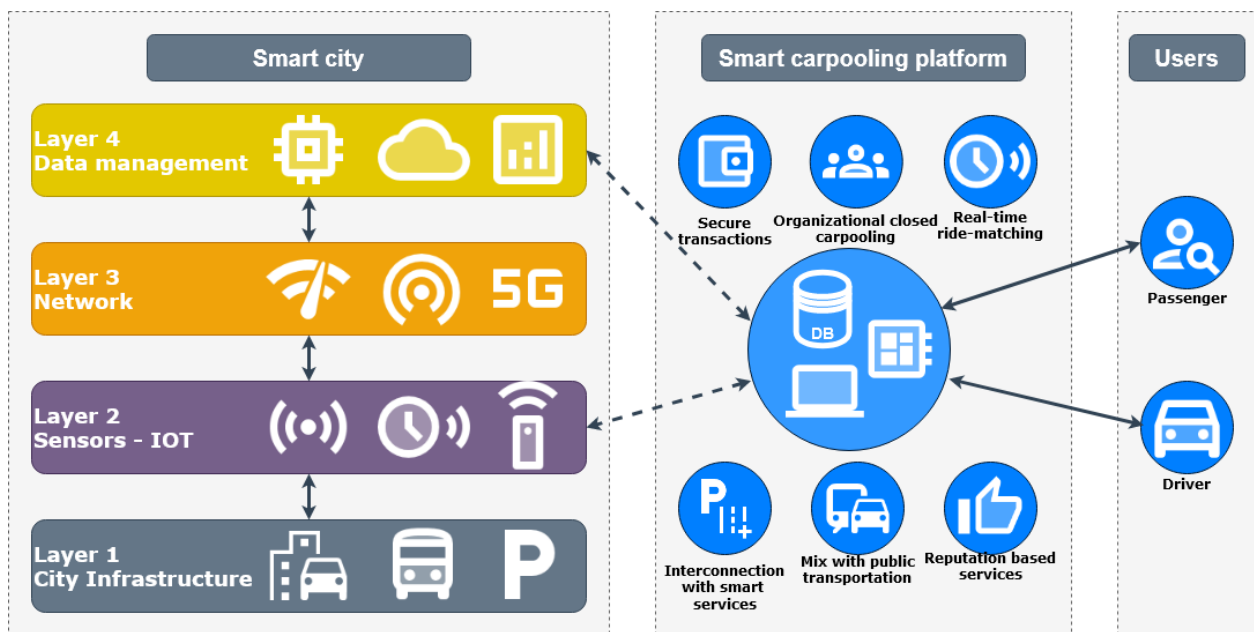 Smart city
Layer 4
Data management
Layer 3
Network
5G
Layer 2
Sensors - IOT
Layer 1
City Infrastructure
P
Smart carpooling platform
Secure
transactions
Organizational closed
carpooling
Real-time
ride-matching
DB
P
Interconnection
with smart
services
Mix with public
transportation
Reputation based
services
Users
Passenger
Driver